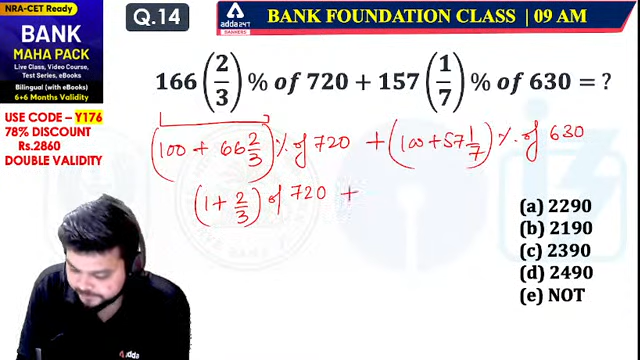 NRA-CET Ready
BANK
MAHA PACK
Live Class, Video Course,
Test Series, eBooks
Bilingual (with eBooks)
6+6 Months Validity
USE CODE – Y176
78% DISCOUNT
Rs.2860
DOUBLE VALIDITY
Q.14
adda247
BANK FOUNDATION CLASS | 09 AM
166(2/3)% of 720 + 157(1/7)% of 630 = ?
(100 + 66 2/3)% of 720 + (100 + 57 1/7)% of 630
(1 + 2/3) of 720 +
(a) 2290
(b) 2190
(c) 2390
(d) 2490
(e) NOT
adda